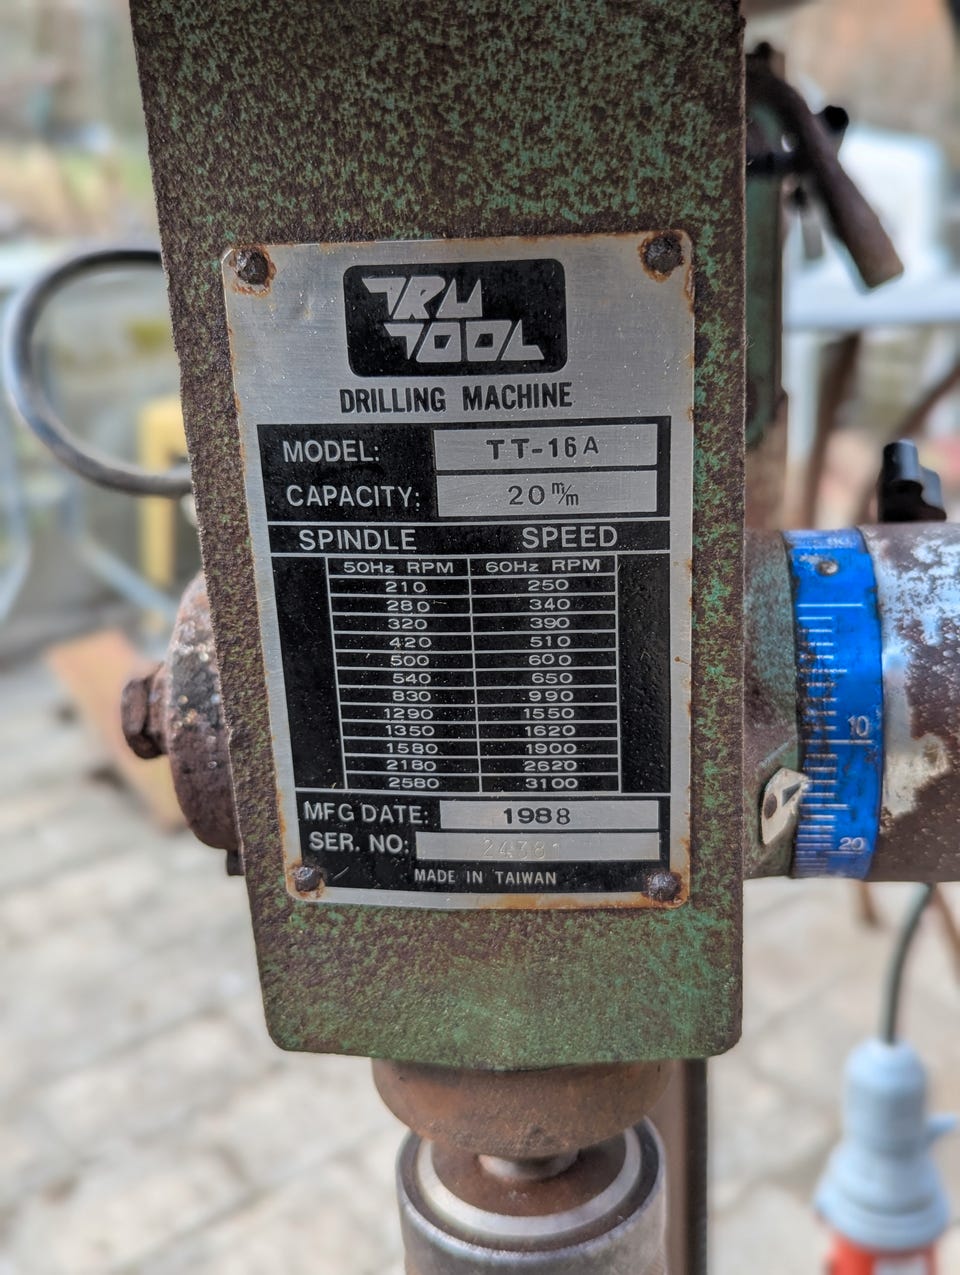 TRU
TOOL
DRILLING MACHINE
MODEL: TT-16A
CAPACITY: 20 m/m
SPINDLE SPEED
50Hz RPM 60Hz RPM
210 250
280 340
320 390
420 510
500 600
540 650
830 990
1290 1550
1350 1620
1580 1900
2180 2620
2580 3100
MFG DATE: 1988
SER. NO:
MADE IN TAIWAN
10
20